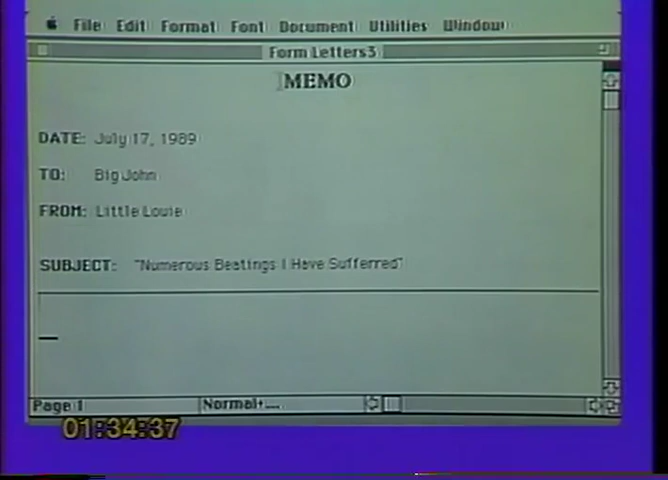 File Edit Format Font Document Utilities Window
Form Letters3
MEMO
DATE: July 17, 1989
TO: Big John
FROM: Little Louie
SUBJECT: "Numerous Beatings I Have Sufferred"
Page 1 Normal+...
01:34:37